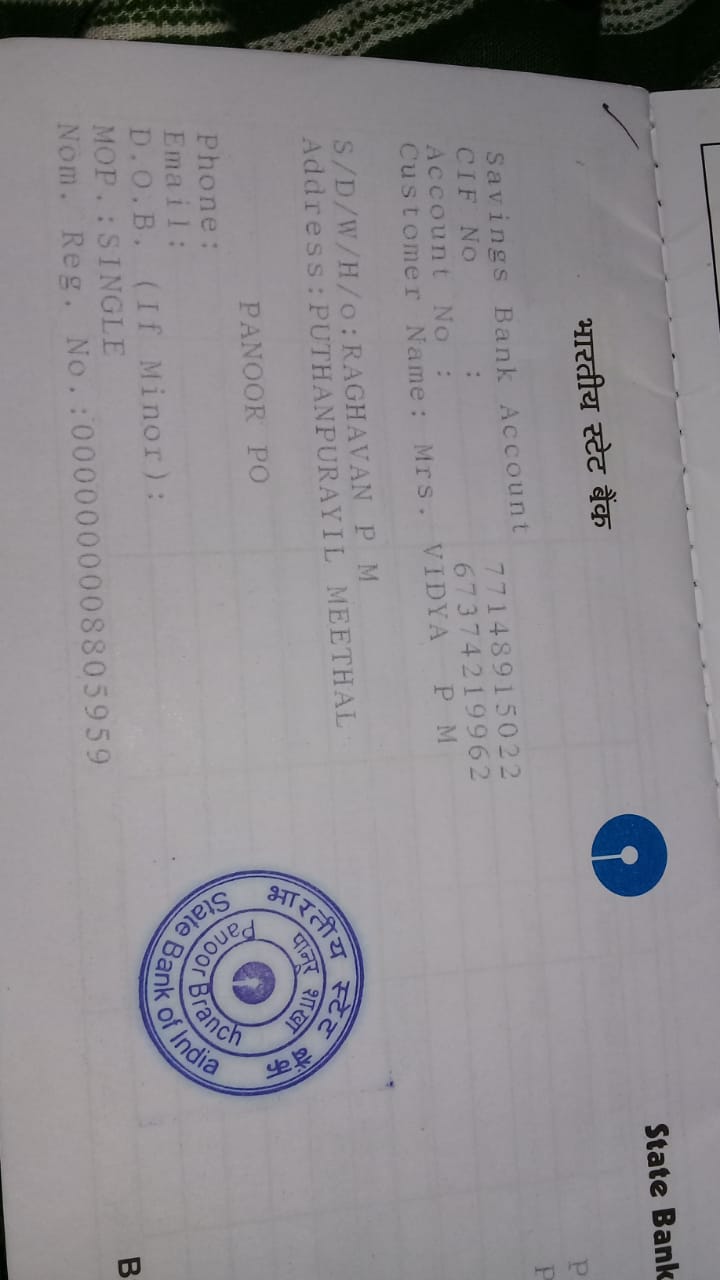 भारतीय स्टेट बैंक
State Bank
Savings Bank Account
CIF No : 77148915022
Account No : 67374219962
Customer Name: Mrs. VIDYA P M
S/D/W/H/o:RAGHAVAN P M
Address:PUTHANPURAYIL MEETHAL
PANOOR PO
Phone:
Email:
D.O.B. (If Minor):
MOP.:SINGLE
Nom. Reg. No.:0000000008805959
भारतीय स्टेट बैंक
पानूर शाखा
Panoor Branch
State Bank of India
P
P
B